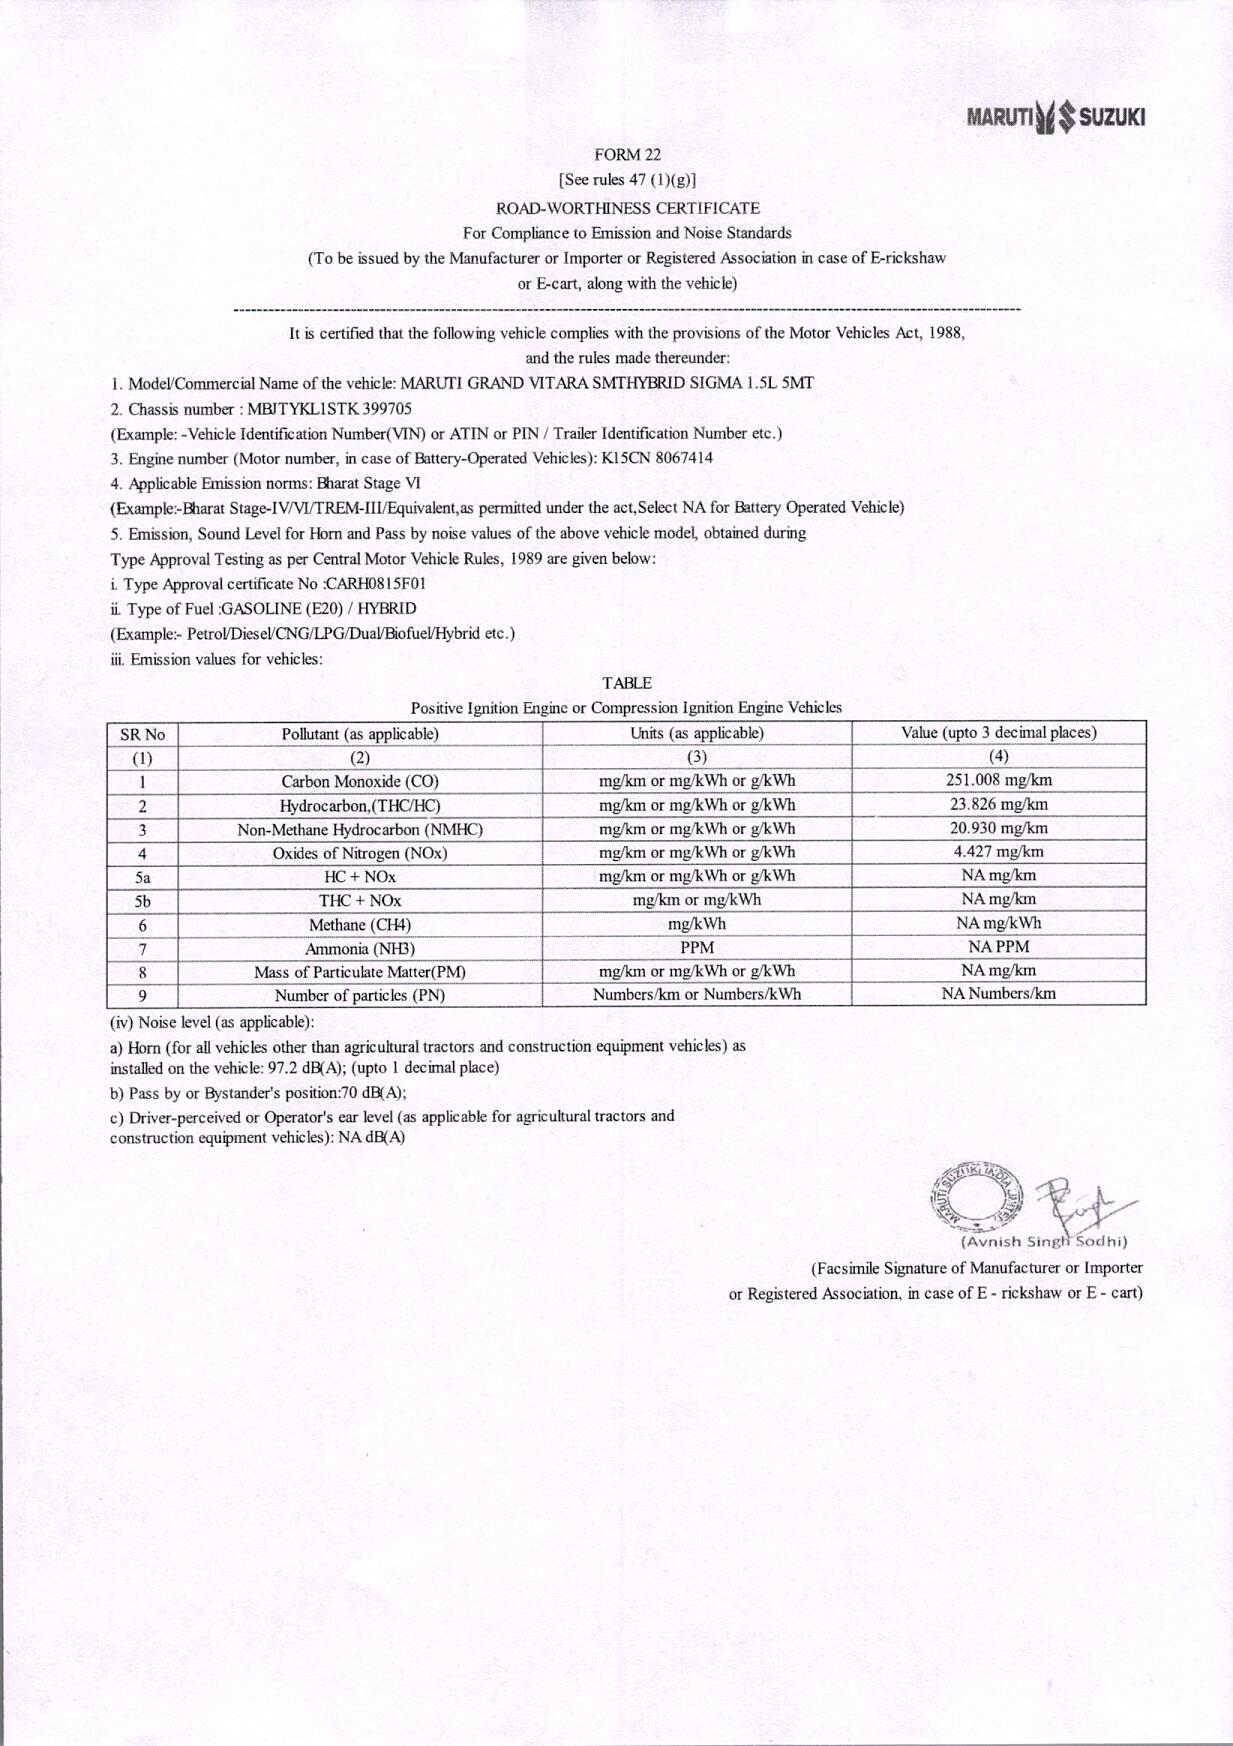 MARUTI SUZUKI
FORM 22
[See rules 47 (1)(g)]
ROAD-WORTHINESS CERTIFICATE
For Compliance to Emission and Noise Standards
(To be issued by the Manufacturer or Importer or Registered Association in case of E-rickshaw
or E-cart, along with the vehicle)
It is certified that the following vehicle complies with the provisions of the Motor Vehicles Act, 1988,
and the rules made thereunder:
1. Model/Commercial Name of the vehicle: MARUTI GRAND VITARA SMTHYBRID SIGMA 1.5L 5MT
2. Chassis number : MBJTYKL1STK 399705
(Example: -Vehicle Identification Number(VIN) or ATIN or PIN / Trailer Identification Number etc.)
3. Engine number (Motor number, in case of Battery-Operated Vehicles): K15CN 8067414
4. Applicable Emission norms: Bharat Stage VI
(Example:-Bharat Stage-IV/VI/TREM-III/Equivalent,as permitted under the act,Select NA for Battery Operated Vehicle)
5. Emission, Sound Level for Horn and Pass by noise values of the above vehicle model, obtained during
Type Approval Testing as per Central Motor Vehicle Rules, 1989 are given below:
i. Type Approval certificate No :CARH0815F01
ii. Type of Fuel :GASOLINE (E20) / HYBRID
(Example:- Petrol/Diesel/CNG/LPG/Dual/Biofuel/Hybrid etc.)
iii. Emission values for vehicles:
TABLE
Positive Ignition Engine or Compression Ignition Engine Vehicles
SR No Pollutant (as applicable) Units (as applicable) Value (upto 3 decimal places)
(1) (2) (3) (4)
1 Carbon Monoxide (CO) mg/km or mg/kWh or g/kWh 251.008 mg/km
2 Hydrocarbon,(THC/HC) mg/km or mg/kWh or g/kWh 23.826 mg/km
3 Non-Methane Hydrocarbon (NMHC) mg/km or mg/kWh or g/kWh 20.930 mg/km
4 Oxides of Nitrogen (NOx) mg/km or mg/kWh or g/kWh 4.427 mg/km
5a HC + NOx mg/km or mg/kWh or g/kWh NA mg/km
5b THC + NOx mg/km or mg/kWh NA mg/km
6 Methane (CH4) mg/kWh NA mg/kWh
7 Ammonia (NH3) PPM NA PPM
8 Mass of Particulate Matter(PM) mg/km or mg/kWh or g/kWh NA mg/km
9 Number of particles (PN) Numbers/km or Numbers/kWh NA Numbers/km
(iv) Noise level (as applicable):
a) Horn (for all vehicles other than agricultural tractors and construction equipment vehicles) as
installed on the vehicle: 97.2 dB(A); (upto 1 decimal place)
b) Pass by or Bystander's position:70 dB(A);
c) Driver-perceived or Operator's ear level (as applicable for agricultural tractors and
construction equipment vehicles): NA dB(A)
MARUTI SUZUKI INDIA LIMITED
(Avnish Singh Sodhi)
(Facsimile Signature of Manufacturer or Importer
or Registered Association, in case of E - rickshaw or E - cart)